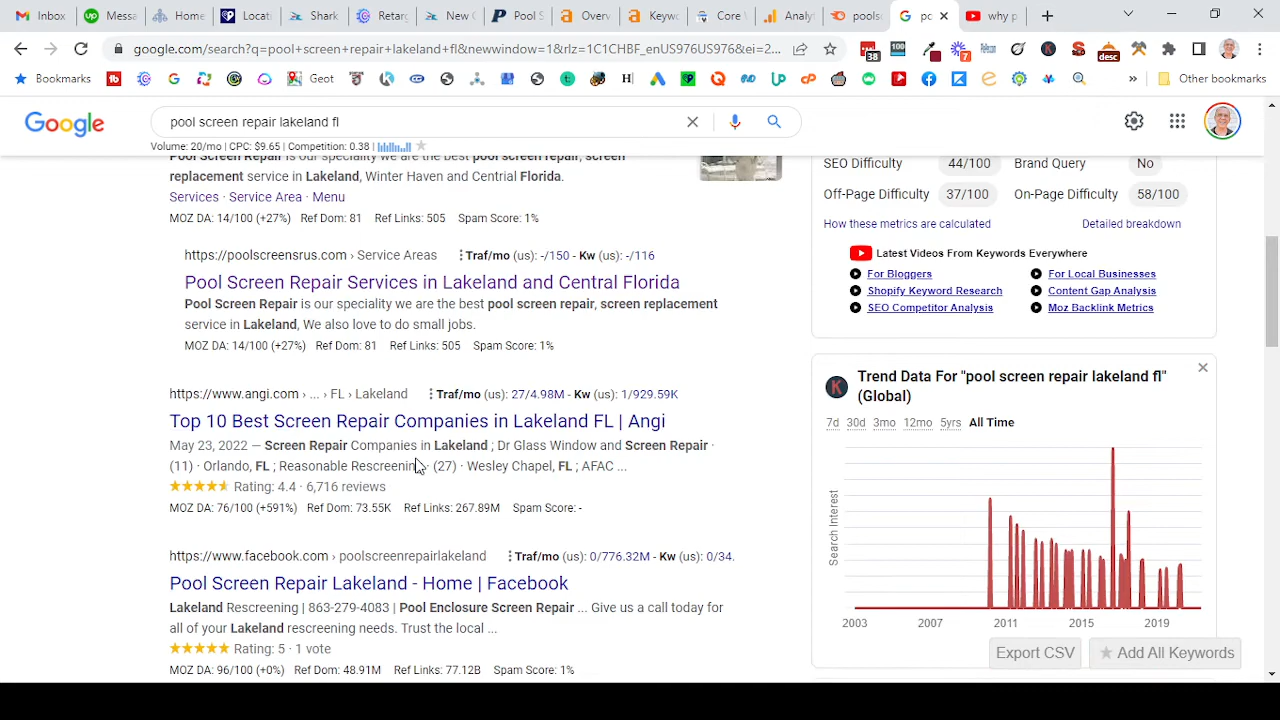 Inbox
Messa
Home
Locati
Shark
Retarg
New C
Pool S
Overv
Keywo
Core V
Analy
pools
po
why p
google.com/search?q=pool+screen+repair+lakeland+fl&newwindow=1&rlz=1C1CHBF_enUS976US976&ei=2...
38
100
7
desc
Bookmarks
Geot
Other bookmarks
Google
pool screen repair lakeland fl
Volume: 20/mo | CPC: $9.65 | Competition: 0.38 |
Pool Screen Repair is our speciality we are the best pool screen repair, screen
replacement service in Lakeland, Winter Haven and Centrial Florida.
Services · Service Area · Menu
MOZ DA: 14/100 (+27%) Ref Dom: 81 Ref Links: 505 Spam Score: 1%
https://poolscreensrus.com › Service Areas
Traf/mo (us): -/150 - Kw (us): -/116
Pool Screen Repair Services in Lakeland and Central Florida
Pool Screen Repair is our speciality we are the best pool screen repair, screen replacement
service in Lakeland, We also love to do small jobs.
MOZ DA: 14/100 (+27%) Ref Dom: 81 Ref Links: 505 Spam Score: 1%
https://www.angi.com › ... › FL › Lakeland
Traf/mo (us): 27/4.98M - Kw (us): 1/929.59K
Top 10 Best Screen Repair Companies in Lakeland FL | Angi
May 23, 2022 — Screen Repair Companies in Lakeland ; Dr Glass Window and Screen Repair ·
(11) · Orlando, FL ; Reasonable Rescreening · (27) · Wesley Chapel, FL ; AFAC ...
Rating: 4.4 · 6,716 reviews
MOZ DA: 76/100 (+591%) Ref Dom: 73.55K Ref Links: 267.89M Spam Score: -
https://www.facebook.com › poolscreenrepairlakeland
Traf/mo (us): 0/776.32M - Kw (us): 0/34.
Pool Screen Repair Lakeland - Home | Facebook
Lakeland Rescreening | 863-279-4083 | Pool Enclosure Screen Repair ... Give us a call today for
all of your Lakeland rescreening needs. Trust the local ...
Rating: 5 · 1 vote
MOZ DA: 96/100 (+0%) Ref Dom: 48.91M Ref Links: 77.12B Spam Score: 1%
SEO Difficulty 44/100 Brand Query No
Off-Page Difficulty 37/100 On-Page Difficulty 58/100
How these metrics are calculated
Detailed breakdown
Latest Videos From Keywords Everywhere
For Bloggers
For Local Businesses
Shopify Keyword Research
Content Gap Analysis
SEO Competitor Analysis
Moz Backlink Metrics
Trend Data For "pool screen repair lakeland fl"
(Global)
7d 30d 3mo 12mo 5yrs All Time
Search Interest
2003 2007 2011 2015 2019
Export CSV
Add All Keywords